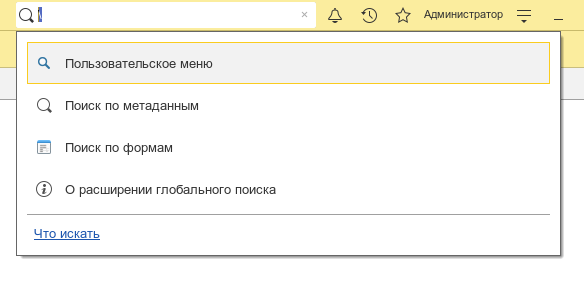 \ × Администратор
Пользовательское меню
Поиск по метаданным
Поиск по формам
О расширении глобального поиска
Что искать